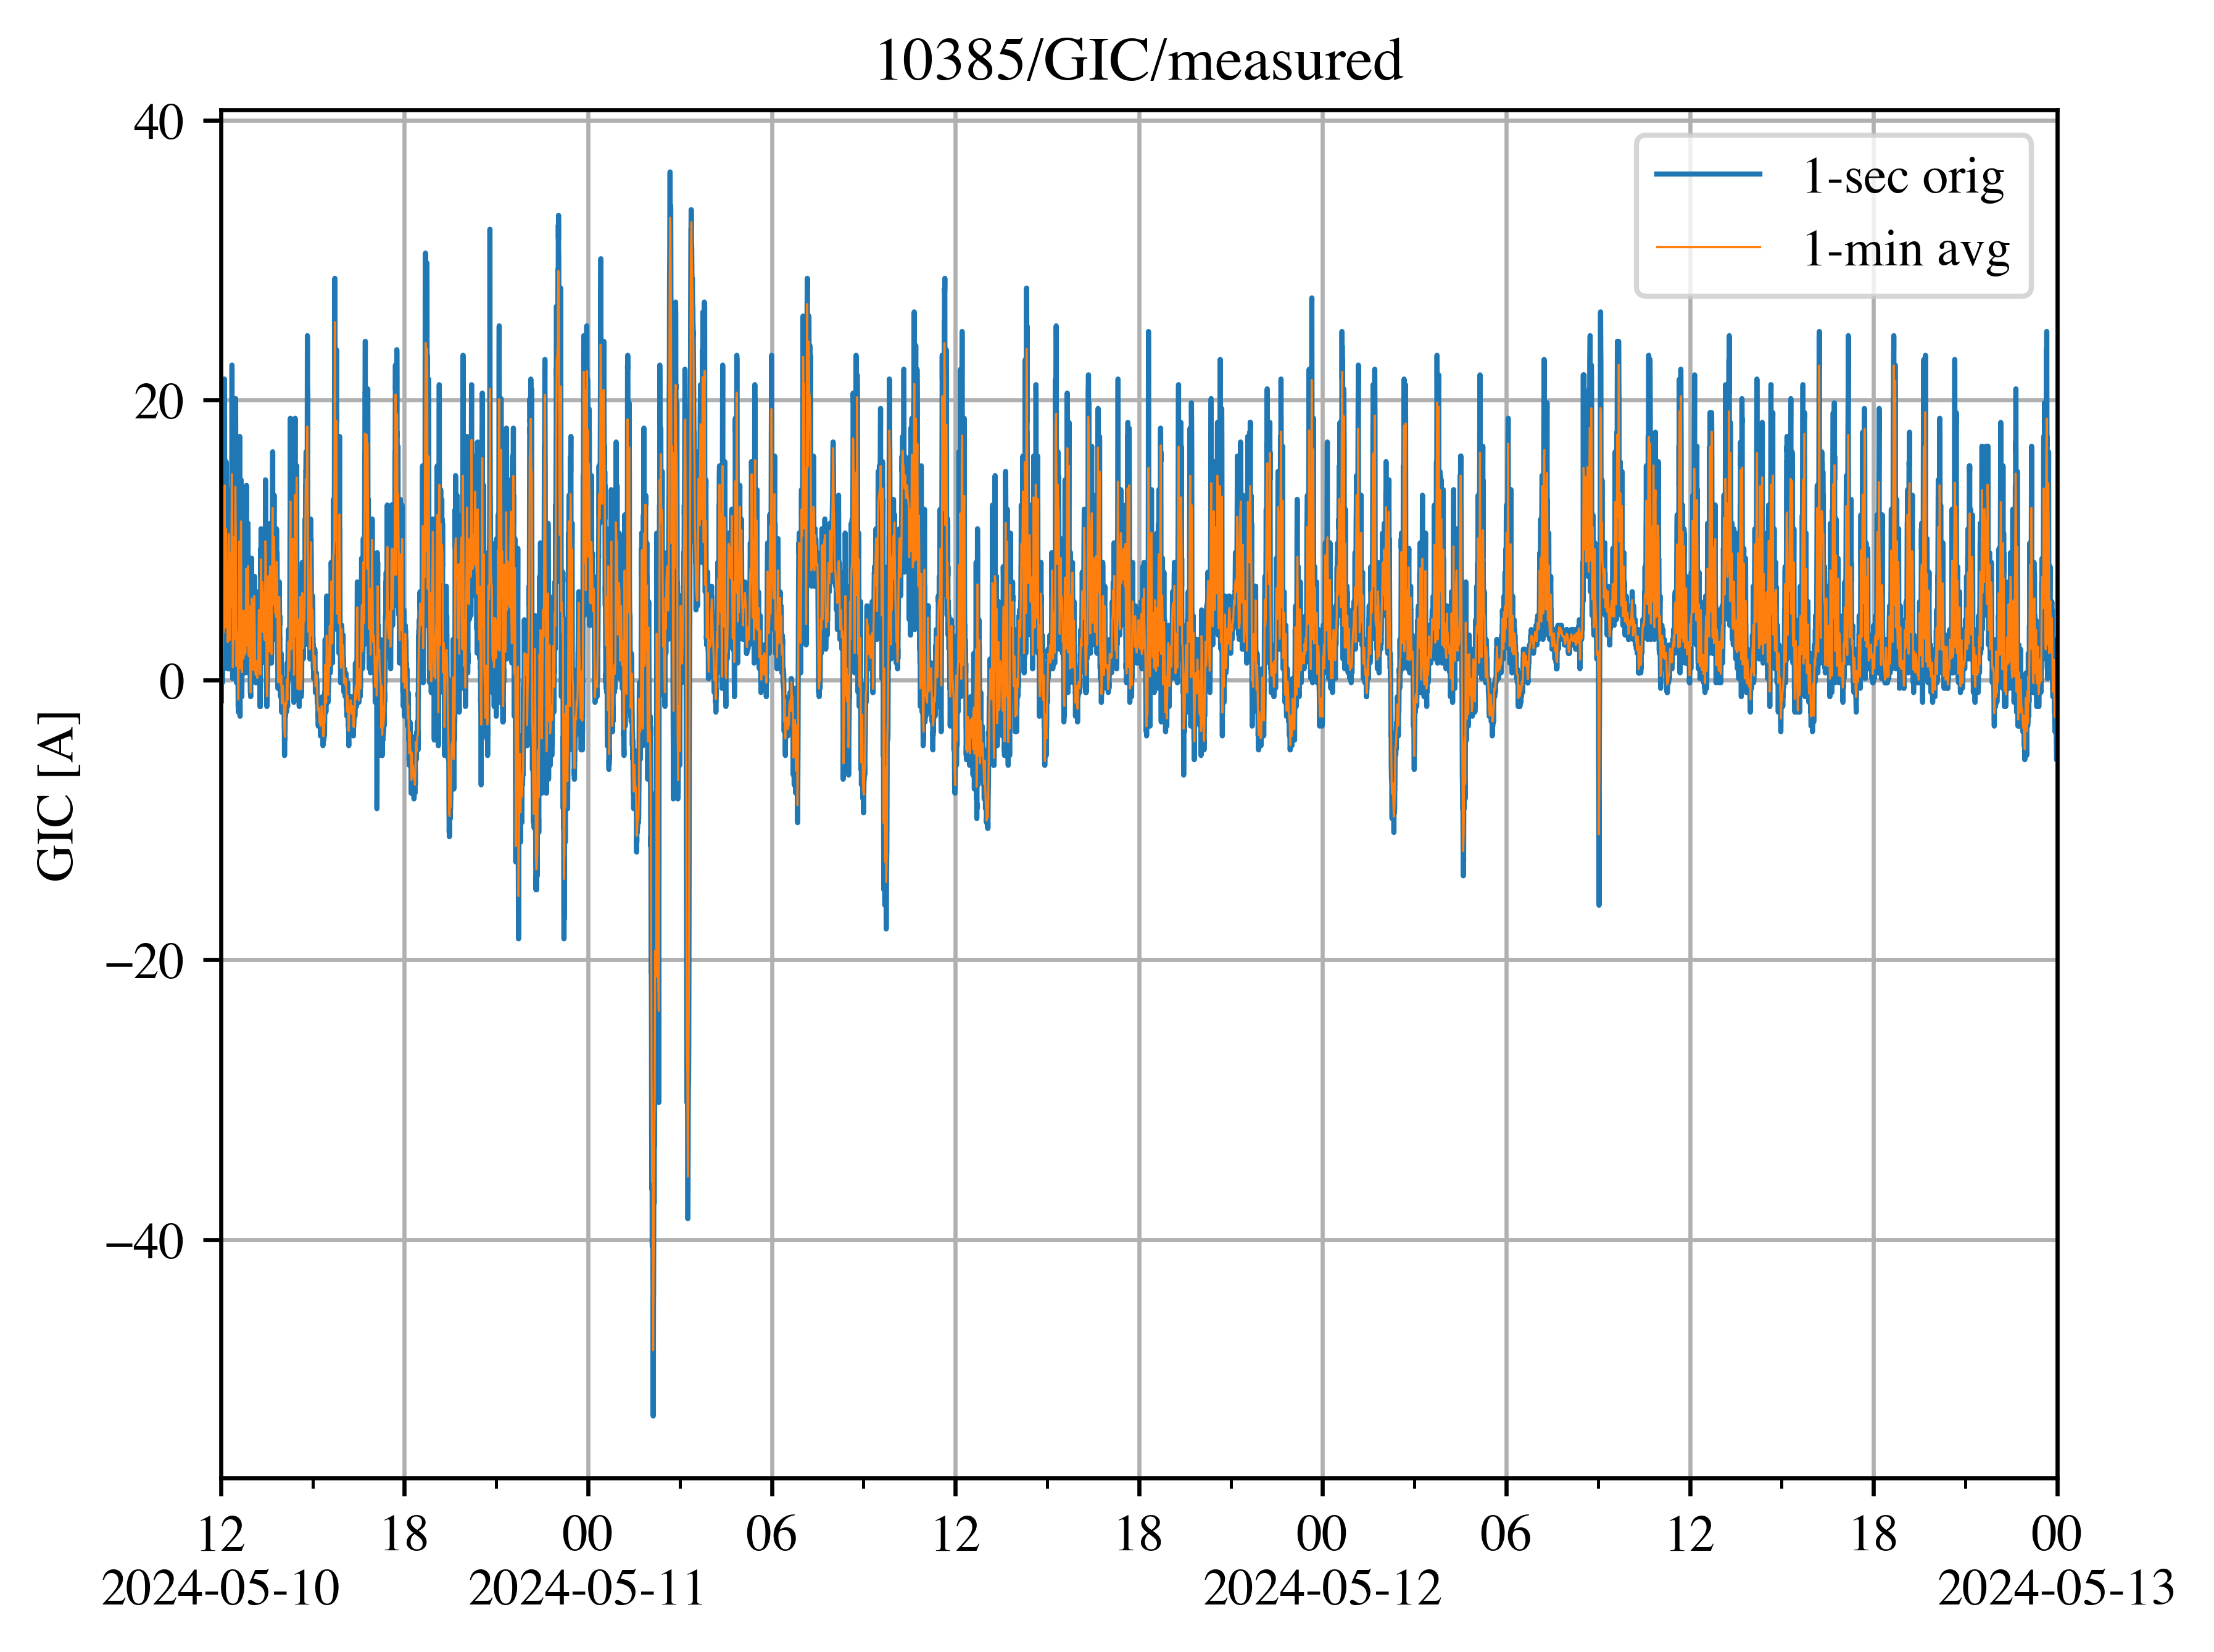 10385/GIC/measured
40
20
0
−20
−40
GIC [A]
1-sec orig
1-min avg
12 18 00 06 12 18 00 06 12 18 00
2024-05-10 2024-05-11 2024-05-12 2024-05-13